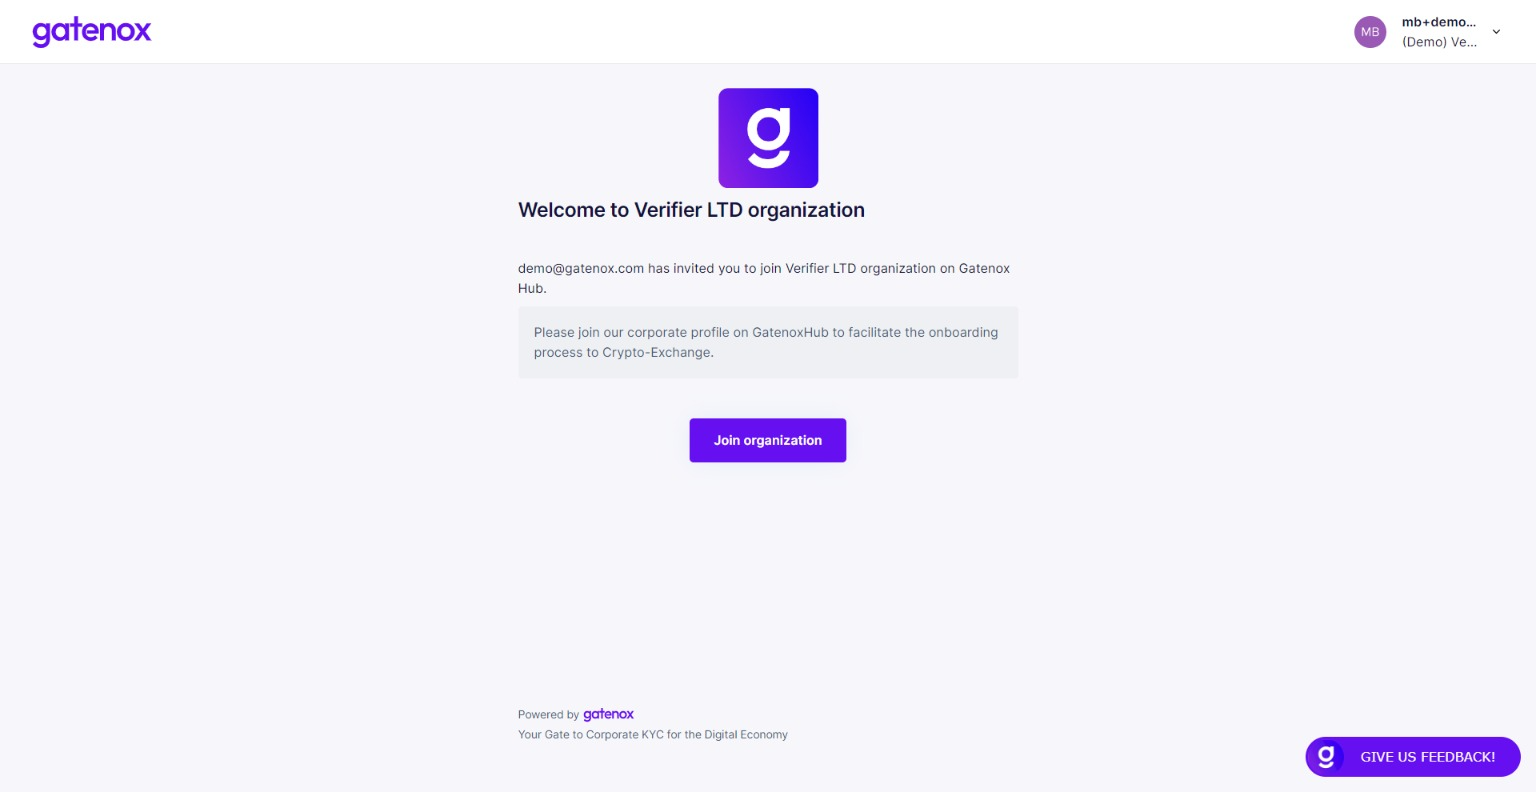 gatenox
MB
mb+demo...
(Demo) Ve...
g
Welcome to Verifier LTD organization
demo@gatenox.com has invited you to join Verifier LTD organization on Gatenox
Hub.
Please join our corporate profile on GatenoxHub to facilitate the onboarding
process to Crypto-Exchange.
Join organization
Powered by gatenox
Your Gate to Corporate KYC for the Digital Economy
g GIVE US FEEDBACK!